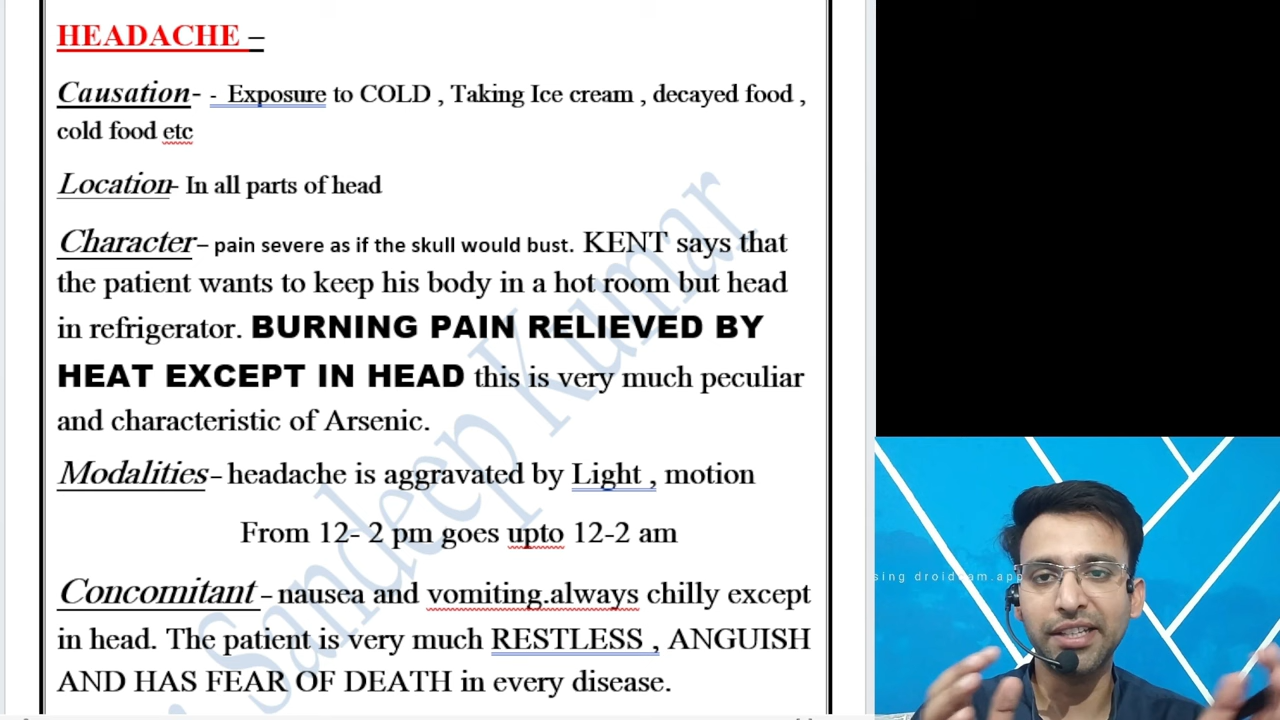 HEADACHE –
Causation- - Exposure to COLD , Taking Ice cream , decayed food ,
cold food etc
Location- In all parts of head
Character– pain severe as if the skull would bust. KENT says that
the patient wants to keep his body in a hot room but head
in refrigerator. BURNING PAIN RELIEVED BY
HEAT EXCEPT IN HEAD this is very much peculiar
and characteristic of Arsenic.
Modalities– headache is aggravated by Light , motion
From 12- 2 pm goes upto 12-2 am
Concomitant – nausea and vomiting.always chilly except
in head. The patient is very much RESTLESS , ANGUISH
AND HAS FEAR OF DEATH in every disease.
Sandeep Kumar